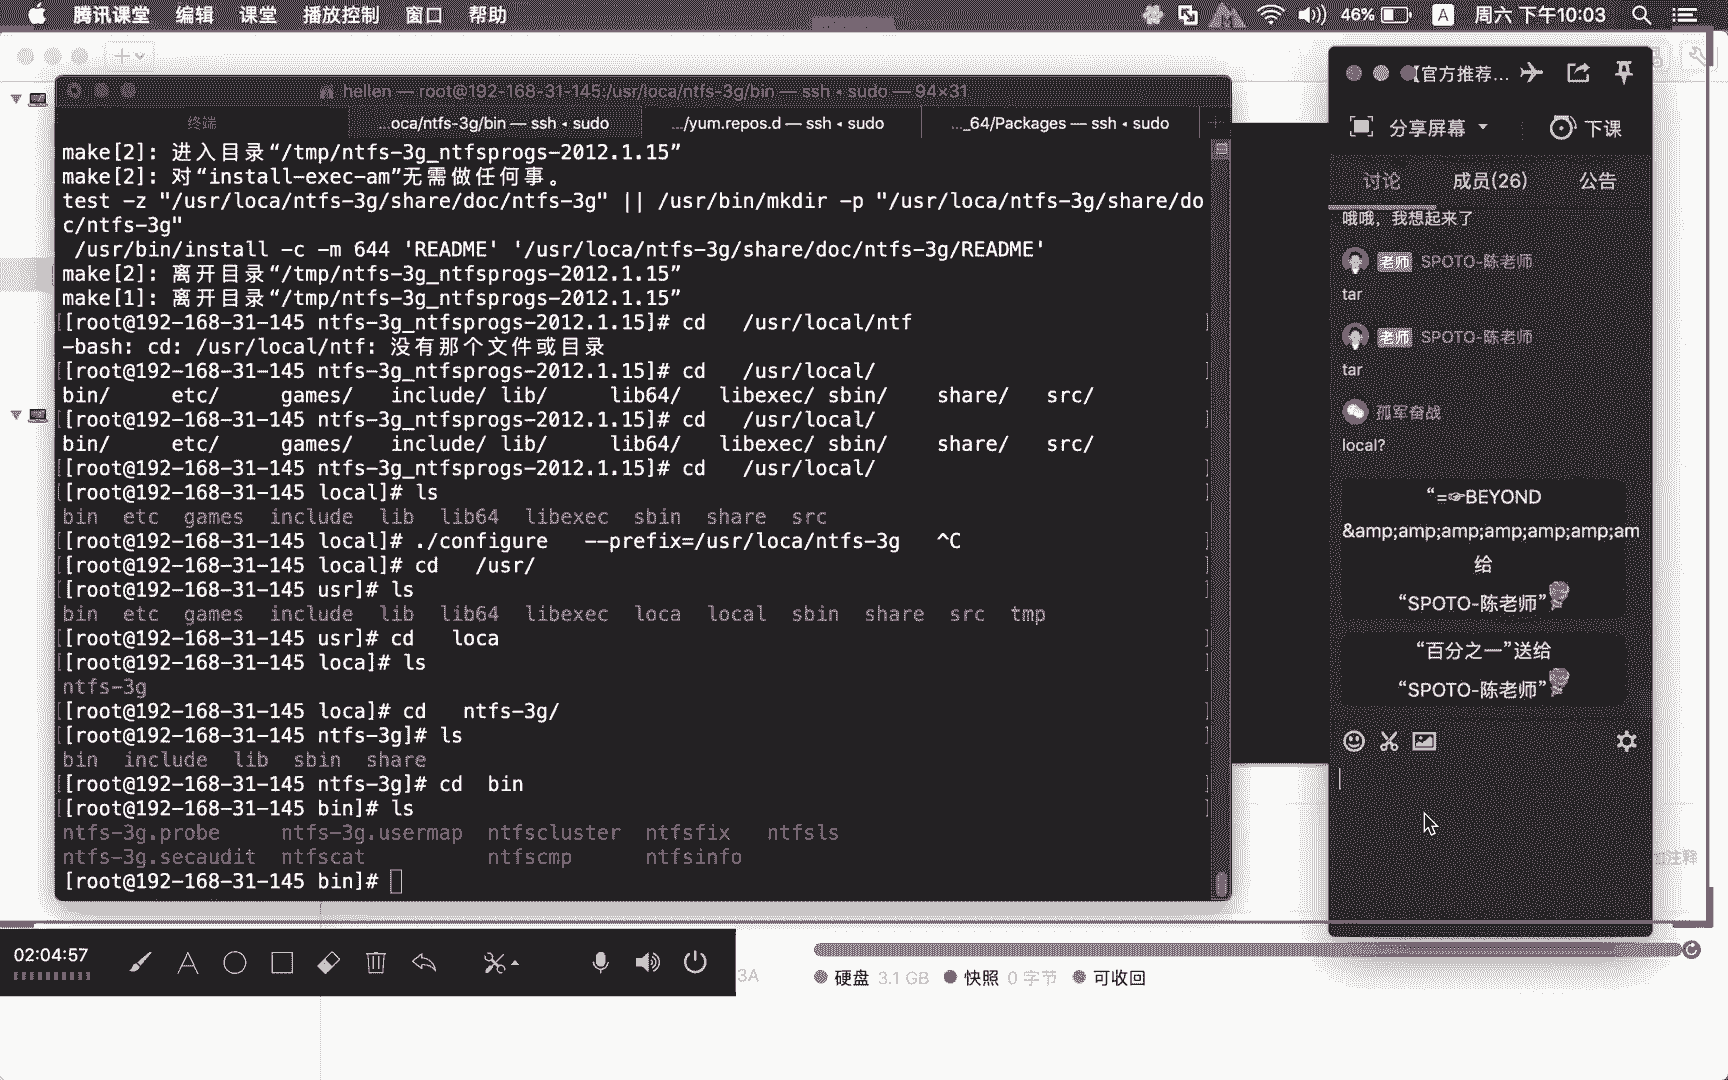 腾讯课堂 编辑 课堂 播放控制 窗口 帮助 46% A 周六 下午10:03
hellen — root@192-168-31-145:/usr/loca/ntfs-3g/bin — ssh ◂ sudo — 94×31
终端 ...oca/ntfs-3g/bin — ssh ◂ sudo .../yum.repos.d — ssh ◂ sudo ..._64/Packages — ssh ◂ sudo
make[2]: 进入目录“/tmp/ntfs-3g_ntfsprogs-2012.1.15”
make[2]: 对“install-exec-am”无需做任何事。
test -z "/usr/loca/ntfs-3g/share/doc/ntfs-3g" || /usr/bin/mkdir -p "/usr/loca/ntfs-3g/share/do
c/ntfs-3g"
/usr/bin/install -c -m 644 'README' '/usr/loca/ntfs-3g/share/doc/ntfs-3g/README'
make[2]: 离开目录“/tmp/ntfs-3g_ntfsprogs-2012.1.15”
make[1]: 离开目录“/tmp/ntfs-3g_ntfsprogs-2012.1.15”
[[root@192-168-31-145 ntfs-3g_ntfsprogs-2012.1.15]# cd   /usr/local/ntf ]
-bash: cd: /usr/local/ntf: 没有那个文件或目录
[[root@192-168-31-145 ntfs-3g_ntfsprogs-2012.1.15]# cd   /usr/local/ ]
bin/     etc/     games/   include/ lib/     lib64/   libexec/ sbin/    share/   src/
[[root@192-168-31-145 ntfs-3g_ntfsprogs-2012.1.15]# cd   /usr/local/ ]
bin/     etc/     games/   include/ lib/     lib64/   libexec/ sbin/    share/   src/
[[root@192-168-31-145 ntfs-3g_ntfsprogs-2012.1.15]# cd   /usr/local/ ]
[[root@192-168-31-145 local]# ls ]
bin  etc  games  include  lib  lib64  libexec  sbin  share  src
[[root@192-168-31-145 local]# ./configure   --prefix=/usr/loca/ntfs-3g   ^C ]
[[root@192-168-31-145 local]# cd   /usr/ ]
[[root@192-168-31-145 usr]# ls ]
bin  etc  games  include  lib  lib64  libexec  loca  local  sbin  share  src  tmp
[[root@192-168-31-145 usr]# cd   loca ]
[[root@192-168-31-145 loca]# ls ]
ntfs-3g
[[root@192-168-31-145 loca]# cd   ntfs-3g/ ]
[[root@192-168-31-145 ntfs-3g]# ls ]
bin  include  lib  sbin  share
[[root@192-168-31-145 ntfs-3g]# cd  bin ]
[[root@192-168-31-145 bin]# ls ]
ntfs-3g.probe     ntfs-3g.usermap  ntfscluster  ntfsfix   ntfsls
ntfs-3g.secaudit  ntfscat          ntfscmp      ntfsinfo
[root@192-168-31-145 bin]#
【官方推荐...
分享屏幕 下课
讨论 成员(26) 公告
哦哦，我想起来了
老师 SPOTO-陈老师
tar
老师 SPOTO-陈老师
tar
孤军奋战
local?
“=☞BEYOND
&amp;amp;amp;amp;amp;amp;am
给
“SPOTO-陈老师”
“百分之一”送给
“SPOTO-陈老师”
加注释
02:04:57
3A
硬盘 3.1 GB 快照 0 字节 可收回